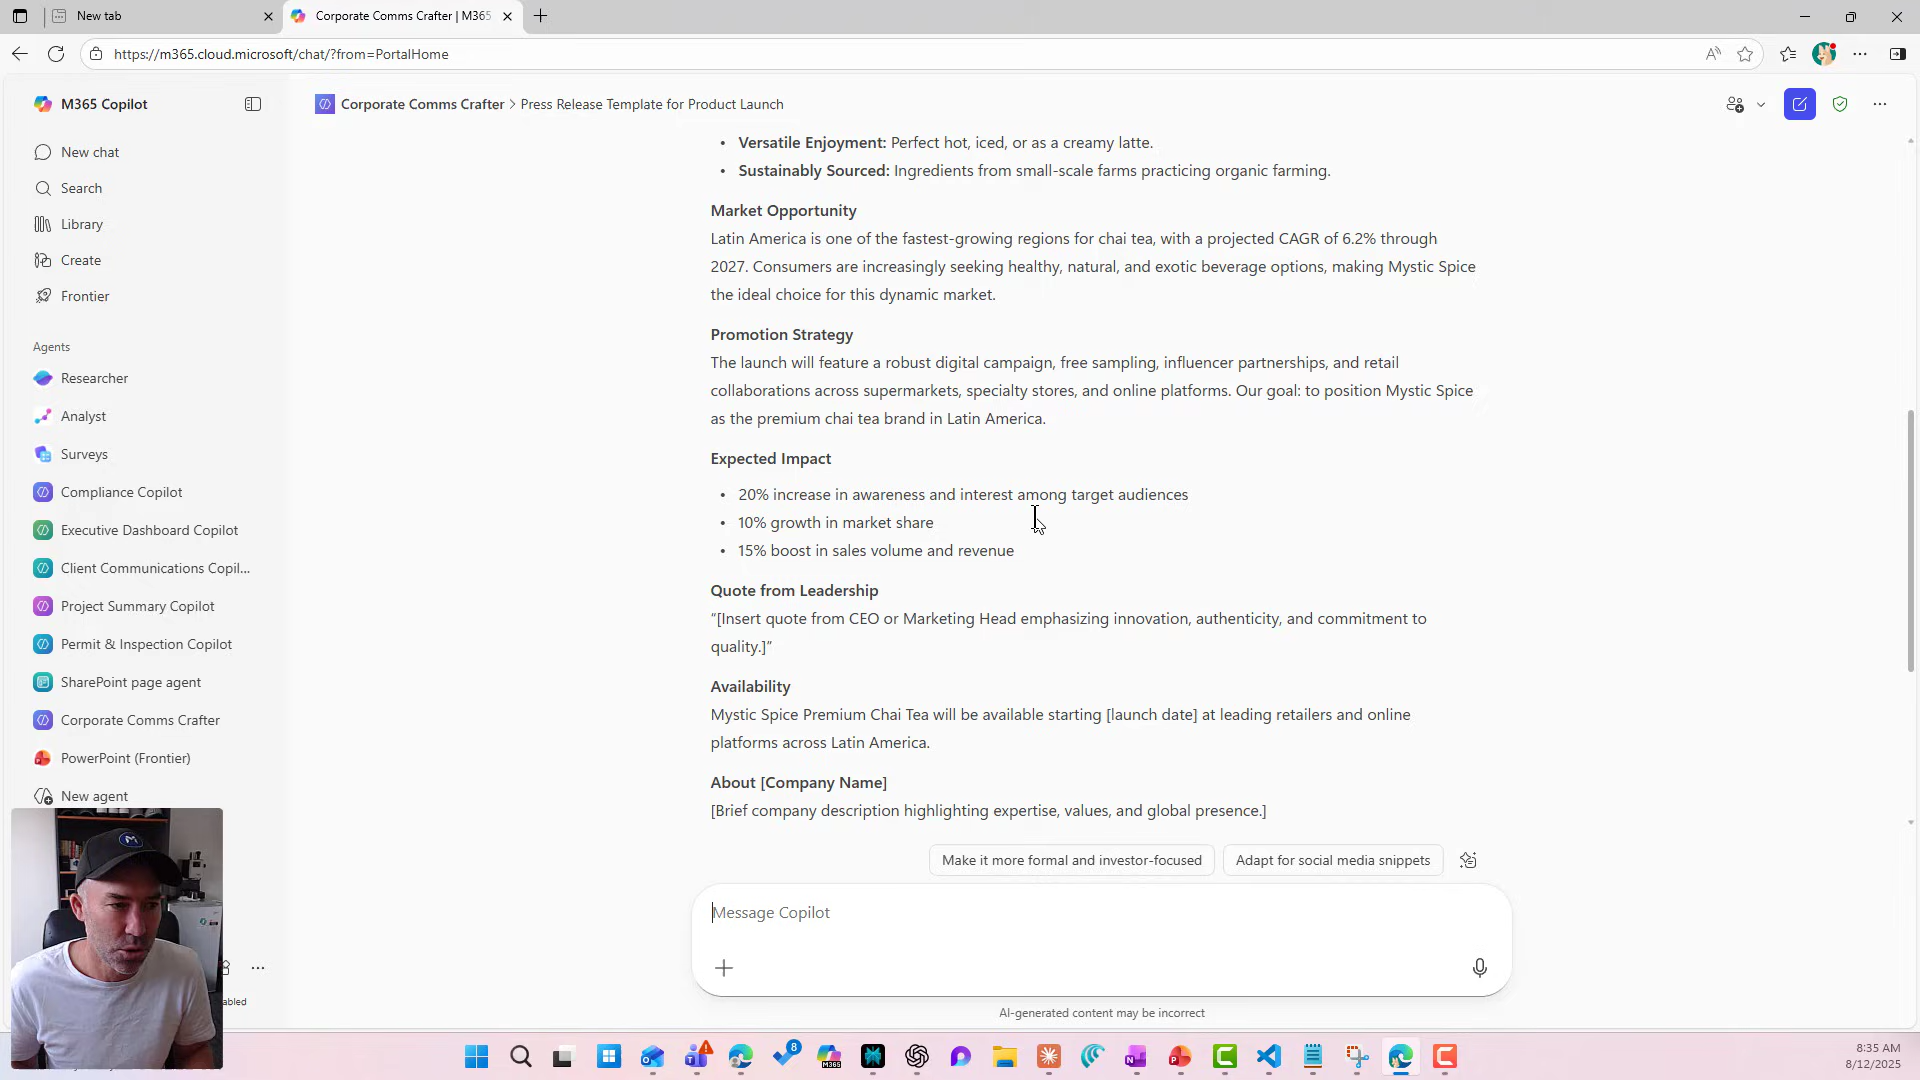 New tab
Corporate Comms Crafter | M365
https://m365.cloud.microsoft/chat/?from=PortalHome
M365 Copilot
New chat
Search
Library
Create
Frontier
Agents
Researcher
Analyst
Surveys
Compliance Copilot
Executive Dashboard Copilot
Client Communications Copil...
Project Summary Copilot
Permit & Inspection Copilot
SharePoint page agent
Corporate Comms Crafter
PowerPoint (Frontier)
New agent
abled
Corporate Comms Crafter > Press Release Template for Product Launch
• Versatile Enjoyment: Perfect hot, iced, or as a creamy latte.
• Sustainably Sourced: Ingredients from small-scale farms practicing organic farming.
Market Opportunity
Latin America is one of the fastest-growing regions for chai tea, with a projected CAGR of 6.2% through
2027. Consumers are increasingly seeking healthy, natural, and exotic beverage options, making Mystic Spice
the ideal choice for this dynamic market.
Promotion Strategy
The launch will feature a robust digital campaign, free sampling, influencer partnerships, and retail
collaborations across supermarkets, specialty stores, and online platforms. Our goal: to position Mystic Spice
as the premium chai tea brand in Latin America.
Expected Impact
• 20% increase in awareness and interest among target audiences
• 10% growth in market share
• 15% boost in sales volume and revenue
Quote from Leadership
“[Insert quote from CEO or Marketing Head emphasizing innovation, authenticity, and commitment to
quality.]”
Availability
Mystic Spice Premium Chai Tea will be available starting [launch date] at leading retailers and online
platforms across Latin America.
About [Company Name]
[Brief company description highlighting expertise, values, and global presence.]
Make it more formal and investor-focused
Adapt for social media snippets
Message Copilot
AI-generated content may be incorrect
8
M365
8:35 AM
8/12/2025